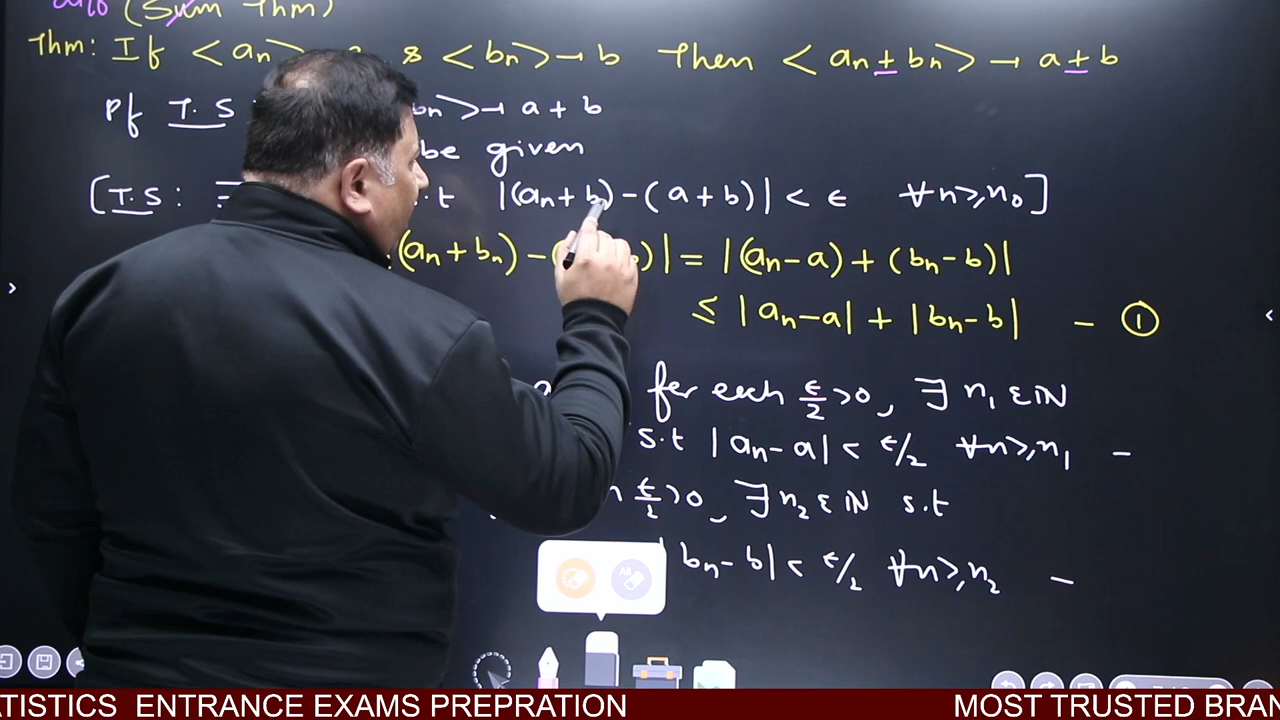 (Sum Thm)
Thm: If <an> & <bn> → b Then <an ± bn> → a ± b
Pf T.S bn> → a + b
be given
[T.S: ∃ s.t |(an + bn) - (a + b)| < ε ∀ n ≥ n0]
(an + bn) - b)| = |(an - a) + (bn - b)|
≤ |an - a| + |bn - b| - ①
for each ε/2 > 0, ∃ n1 ∈ ℕ
s.t |an - a| < ε/2 ∀ n ≥ n1 -
ε/2 > 0, ∃ n2 ∈ ℕ s.t
|bn - b| < ε/2 ∀ n ≥ n2 -
ATISTICS ENTRANCE EXAMS PREPRATION MOST TRUSTED BRAN